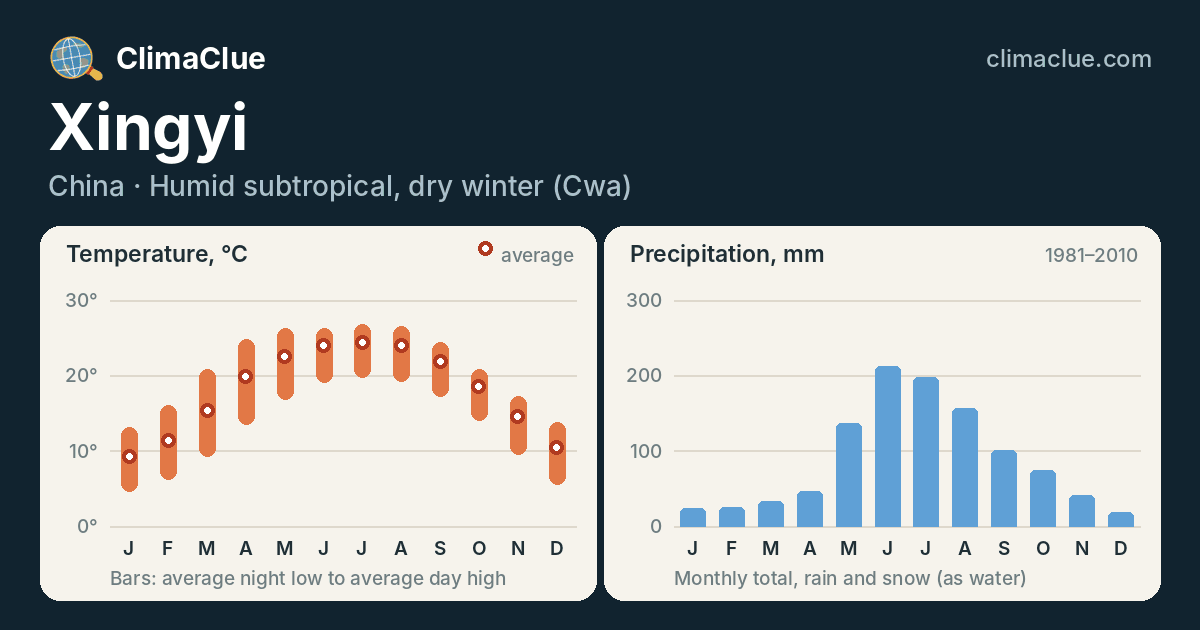 ClimaClue
climaclue.com
Xingyi
China · Humid subtropical, dry winter (Cwa)
Temperature, °C
average
30°
20°
10°
0°
J F M A M J J A S O N D
Bars: average night low to average day high
Precipitation, mm
1981–2010
300
200
100
0
J F M A M J J A S O N D
Monthly total, rain and snow (as water)